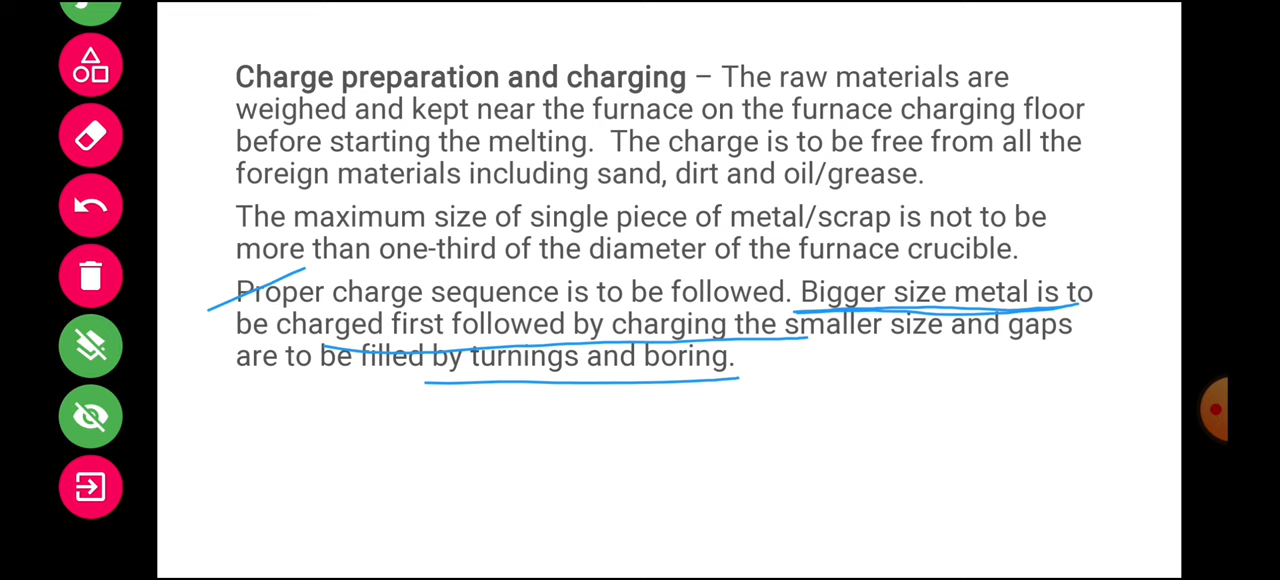 Charge preparation and charging – The raw materials are
weighed and kept near the furnace on the furnace charging floor
before starting the melting. The charge is to be free from all the
foreign materials including sand, dirt and oil/grease.
The maximum size of single piece of metal/scrap is not to be
more than one-third of the diameter of the furnace crucible.
Proper charge sequence is to be followed. Bigger size metal is to
be charged first followed by charging the smaller size and gaps
are to be filled by turnings and boring.